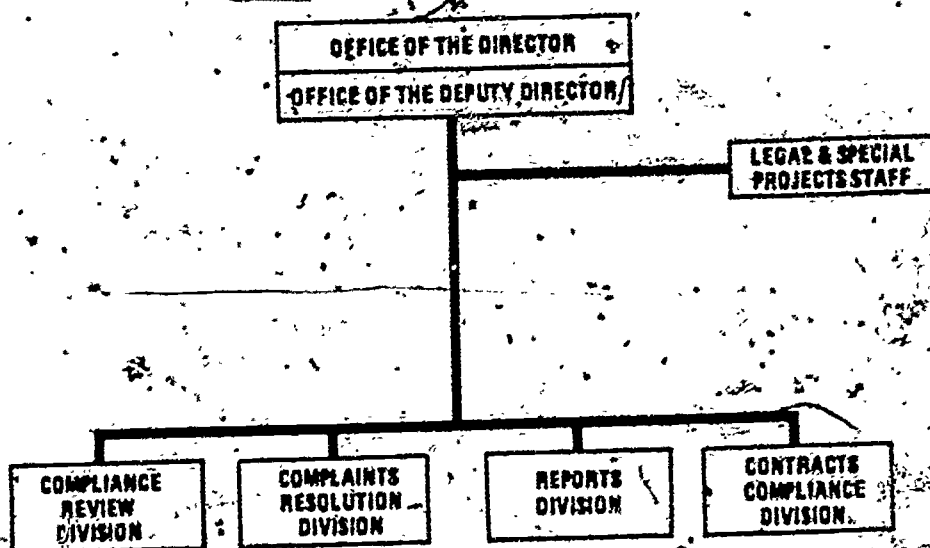 OFFICE OF THE DIRECTOR
OFFICE OF THE DEPUTY DIRECTOR
LEGAL & SPECIAL
PROJECTS STAFF
COMPLIANCE
REVIEW
DIVISION
COMPLAINTS
RESOLUTION
DIVISION
REPORTS
DIVISION
CONTRACTS
COMPLIANCE
DIVISION